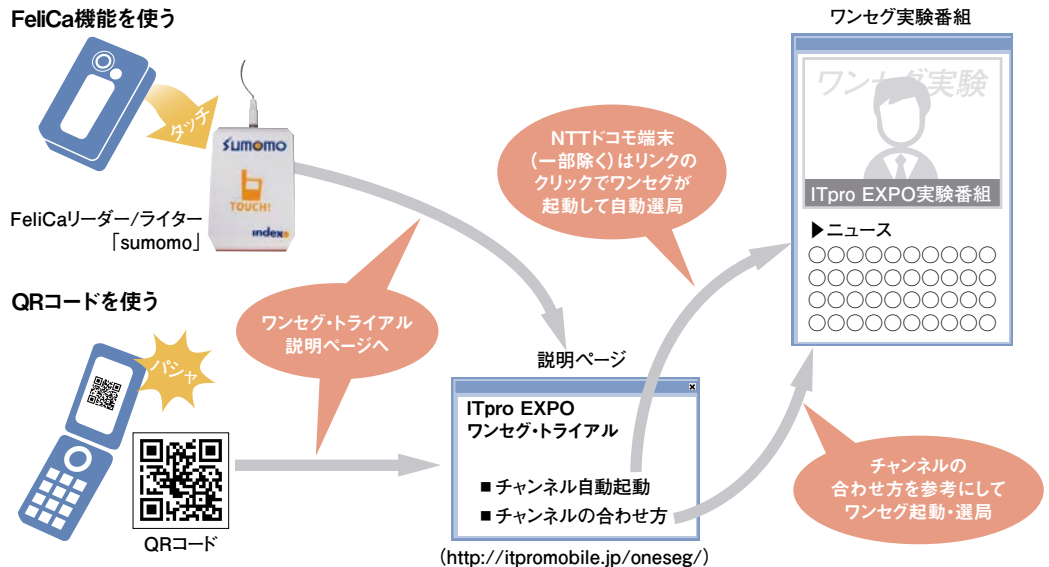 FeliCa機能を使う
タッチ
sumomo
TOUCH!
index
FeliCaリーダー/ライター
「sumomo」
QRコードを使う
パシャ
QRコード
ワンセグ・トライアル
説明ページへ
説明ページ
×
ITpro EXPO
ワンセグ・トライアル
■チャンネル自動起動
■チャンネルの合わせ方
(http://itpromobile.jp/oneseg/)
NTTドコモ端末
(一部除く)はリンクの
クリックでワンセグが
起動して自動選局
ワンセグ実験番組
ワンセグ実験
ITpro EXPO実験番組
▶ニュース
○○○○○○○○○○
○○○○○○○○○○
○○○○○○○○○○
○○○○○○○○○○
チャンネルの
合わせ方を参考にして
ワンセグ起動・選局